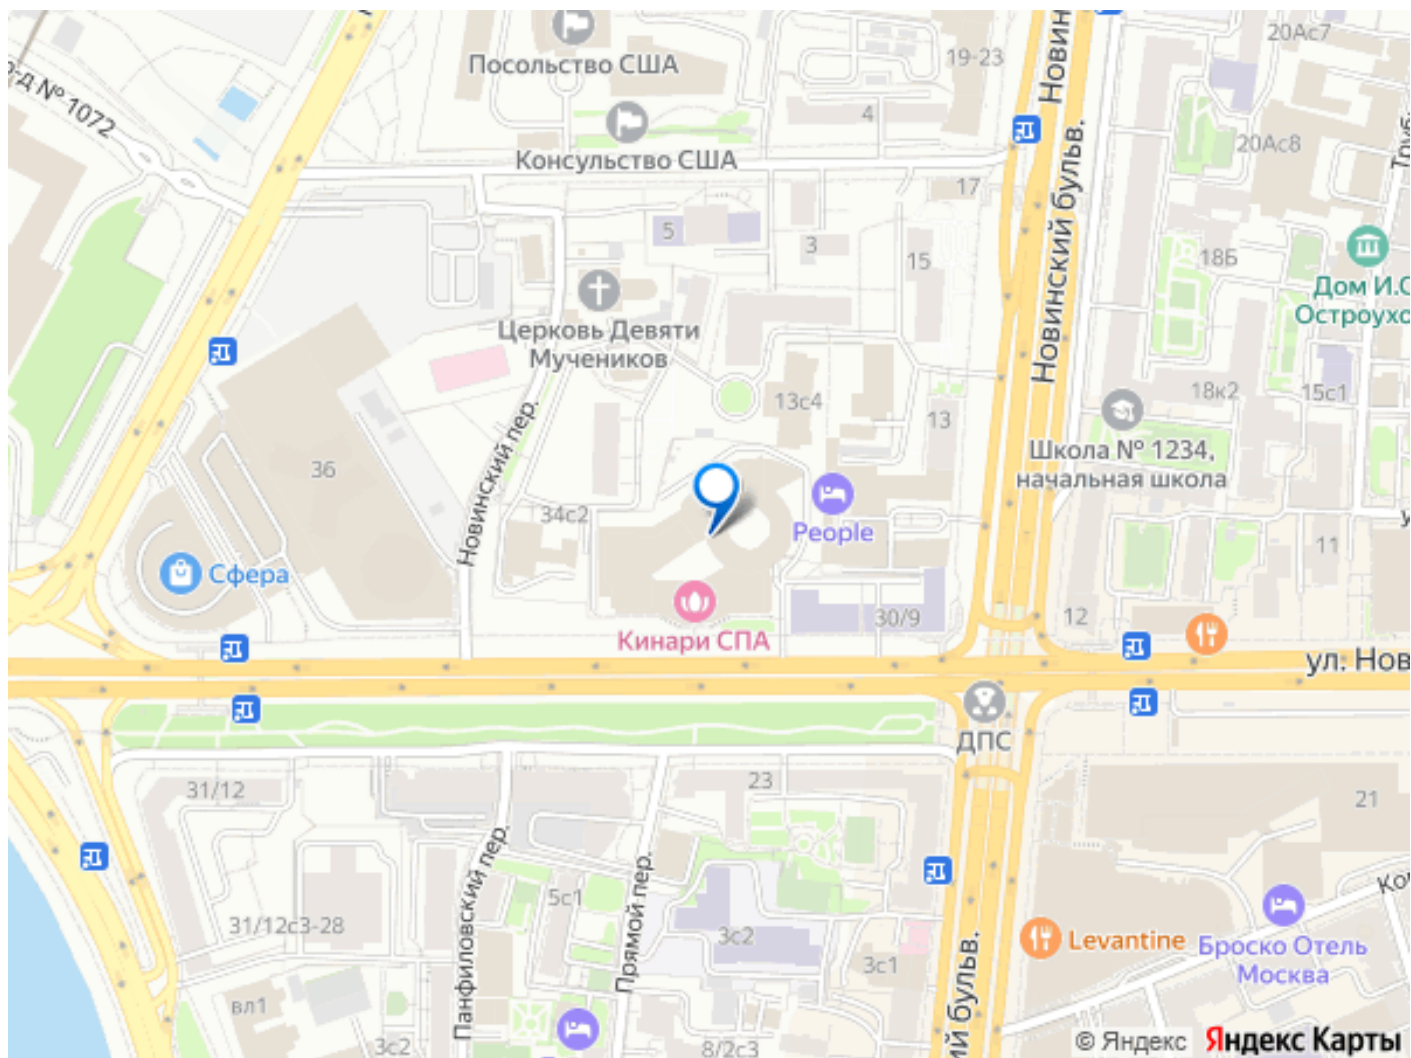 20Ас7
Новин
19-23
Посольство США
р-д № 1072
4
20Ас8
Консульство США
17
5
3
15
18Б
Новинский бульв.
Новинский бульв.
Дом И.С
Остроухо
Церковь Девяти
Мучеников
18к2
15с1
13с4
13
Новинский пер.
Школа № 1234,
начальная школа
36
34с2
People
11
Сфера
30/9
12
Кинари СПА
ул. Нов
ДПС
31/12
23
21
Панфиловский пер.
Прямой пер.
5с1
31/12с3-28
3с2
3с1
Levantine
Броско Отель
Москва
вл1
3с2
8/2с3
ий бульв.
© Яндекс
Яндекс Карты